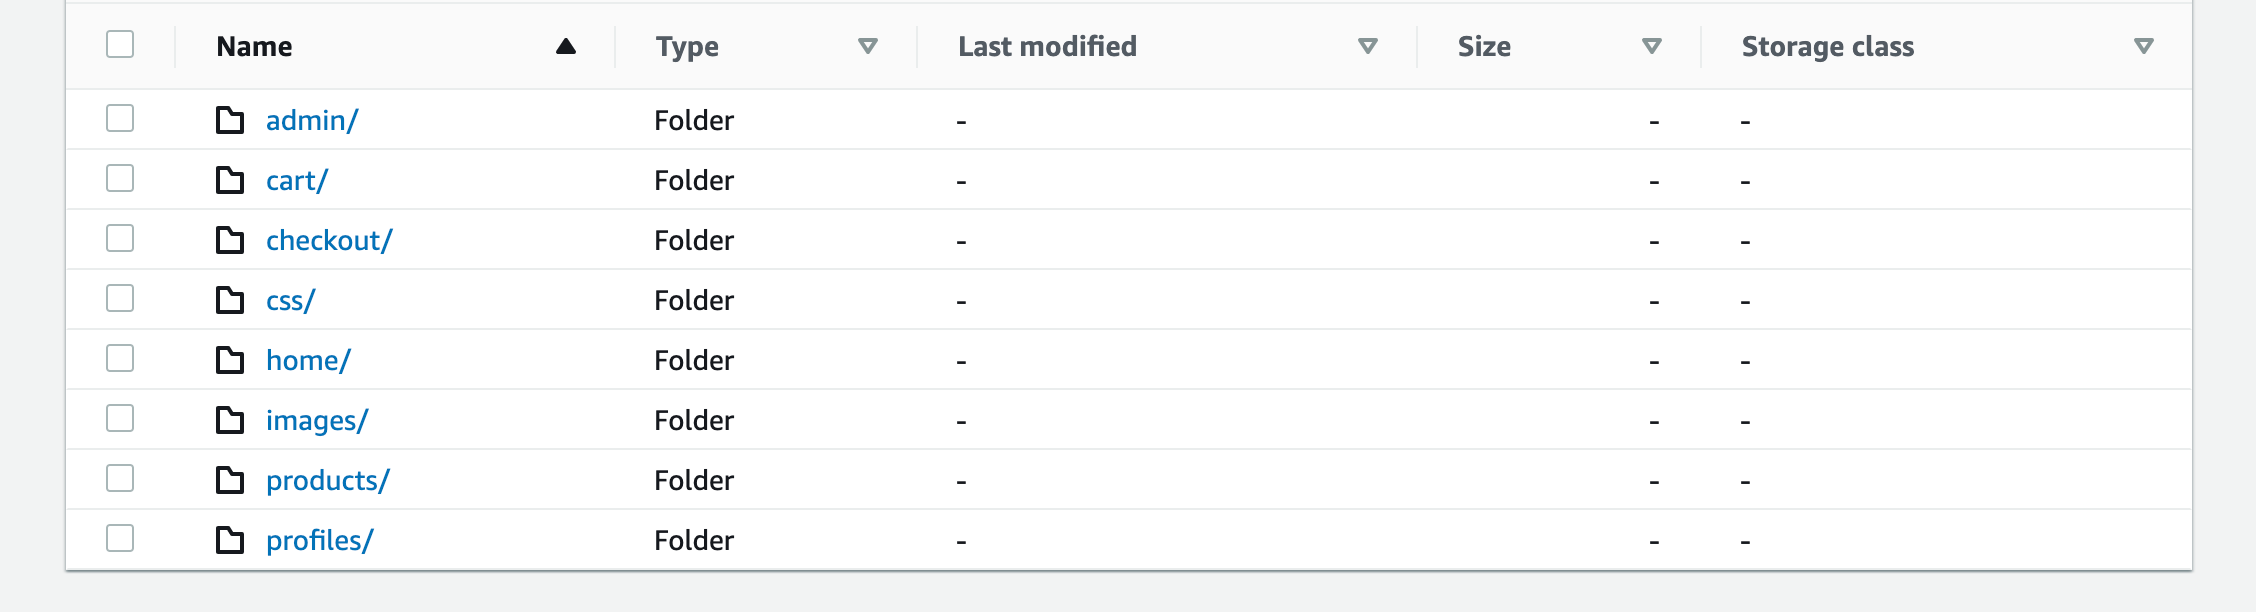 Name Type Last modified Size Storage class
admin/ Folder - - -
cart/ Folder - - -
checkout/ Folder - - -
css/ Folder - - -
home/ Folder - - -
images/ Folder - - -
products/ Folder - - -
profiles/ Folder - - -